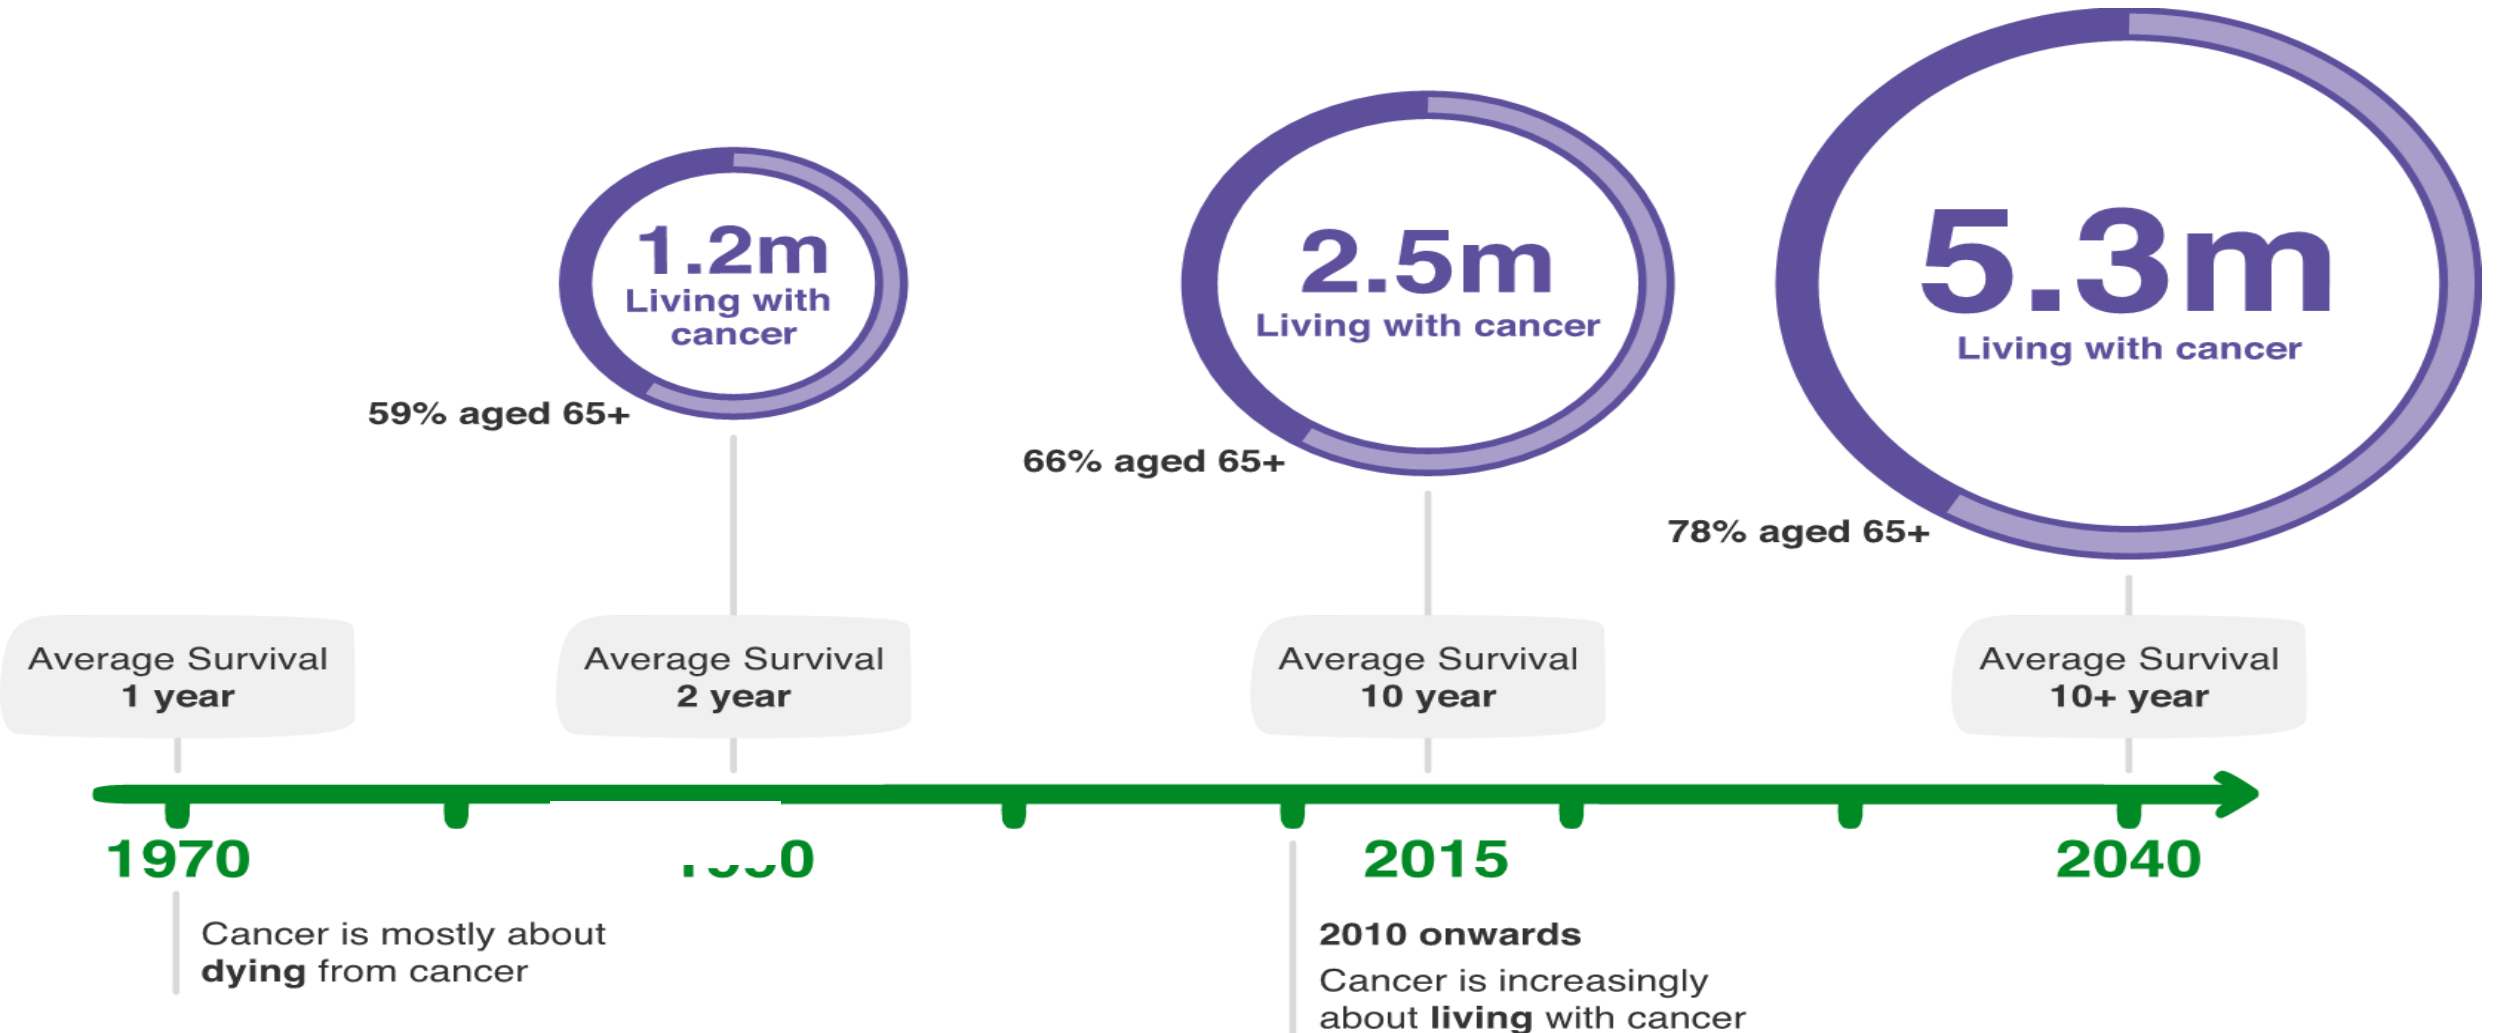 1.2m
Living with
cancer
59% aged 65+
2.5m
Living with cancer
66% aged 65+
5.3m
Living with cancer
78% aged 65+
Average Survival
1 year
Average Survival
2 year
Average Survival
10 year
Average Survival
10+ year
1970
2015
2040
Cancer is mostly about
dying from cancer
2010 onwards
Cancer is increasingly
about living with cancer